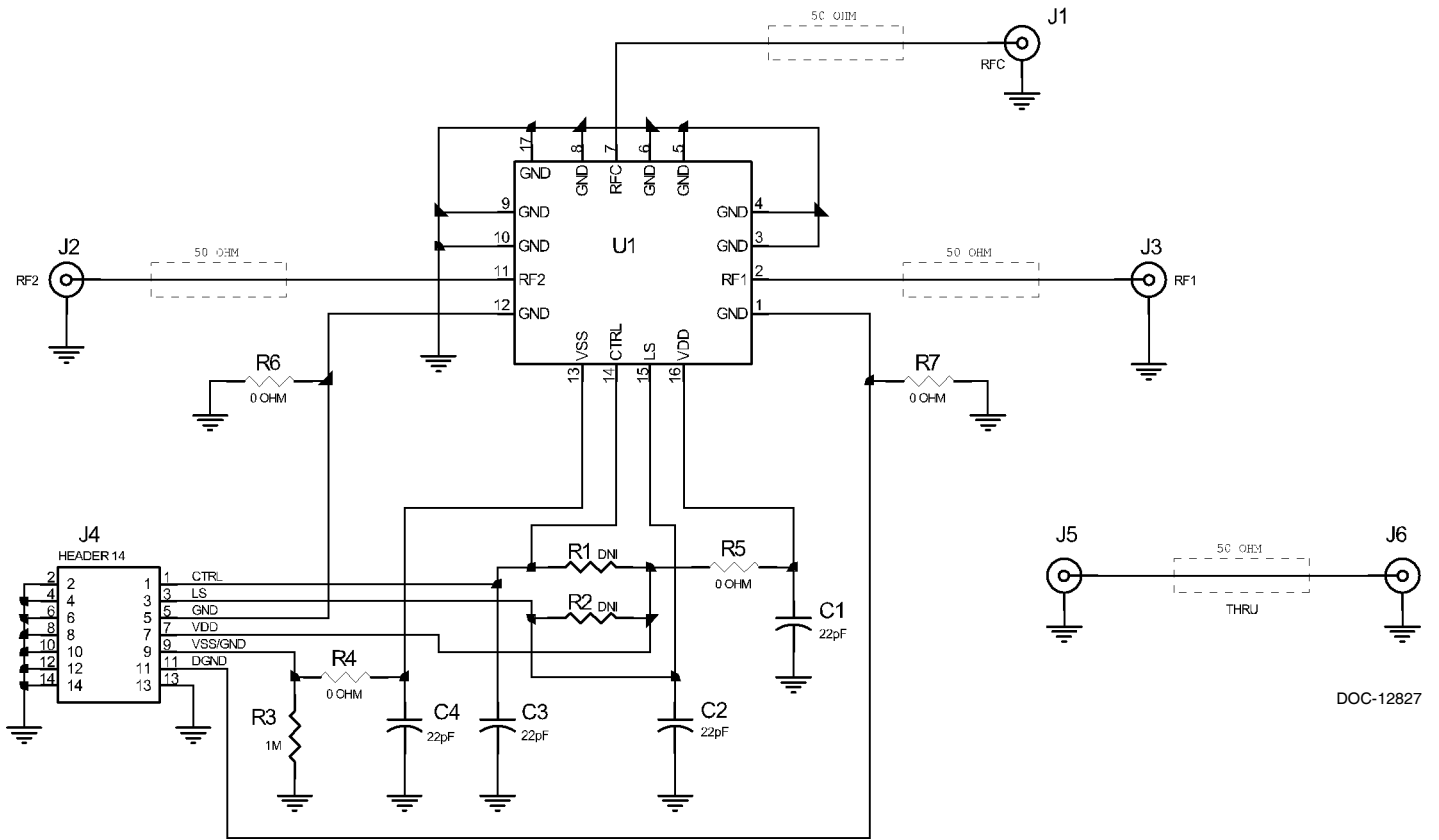 50 OHM
J1
RFC
17
8
7
6
5
GND
GND
RFC
GND
GND
9
GND
GND
4
10
GND
U1
GND
3
J2
50 OHM
RF2
11
RF2
RF1
2
50 OHM
J3
RF1
12
GND
GND
1
VSS
CTRL
LS
VDD
13
14
15
16
R6
0 OHM
R7
0 OHM
J4
HEADER 14
2
2
1
1
CTRL
4
4
3
3
LS
6
6
5
5
GND
8
8
7
7
VDD
10
10
9
9
VSS/GND
12
12
11
11
DGND
14
14
13
13
R1 DNI
R2 DNI
R5
0 OHM
C1
22pF
R4
0 OHM
R3
1M
C4
22pF
C3
22pF
C2
22pF
J5
50 OHM
J6
THRU
DOC-12827